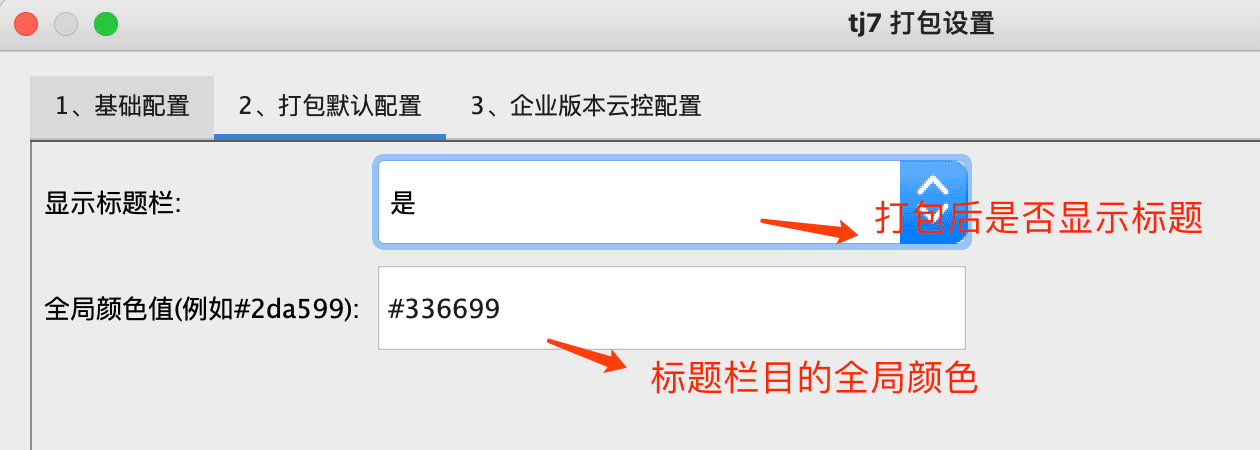 tj7 打包设置
1、基础配置 2、打包默认配置 3、企业版本云控配置
显示标题栏: 是
打包后是否显示标题
全局颜色值(例如#2da599): #336699
标题栏目的全局颜色